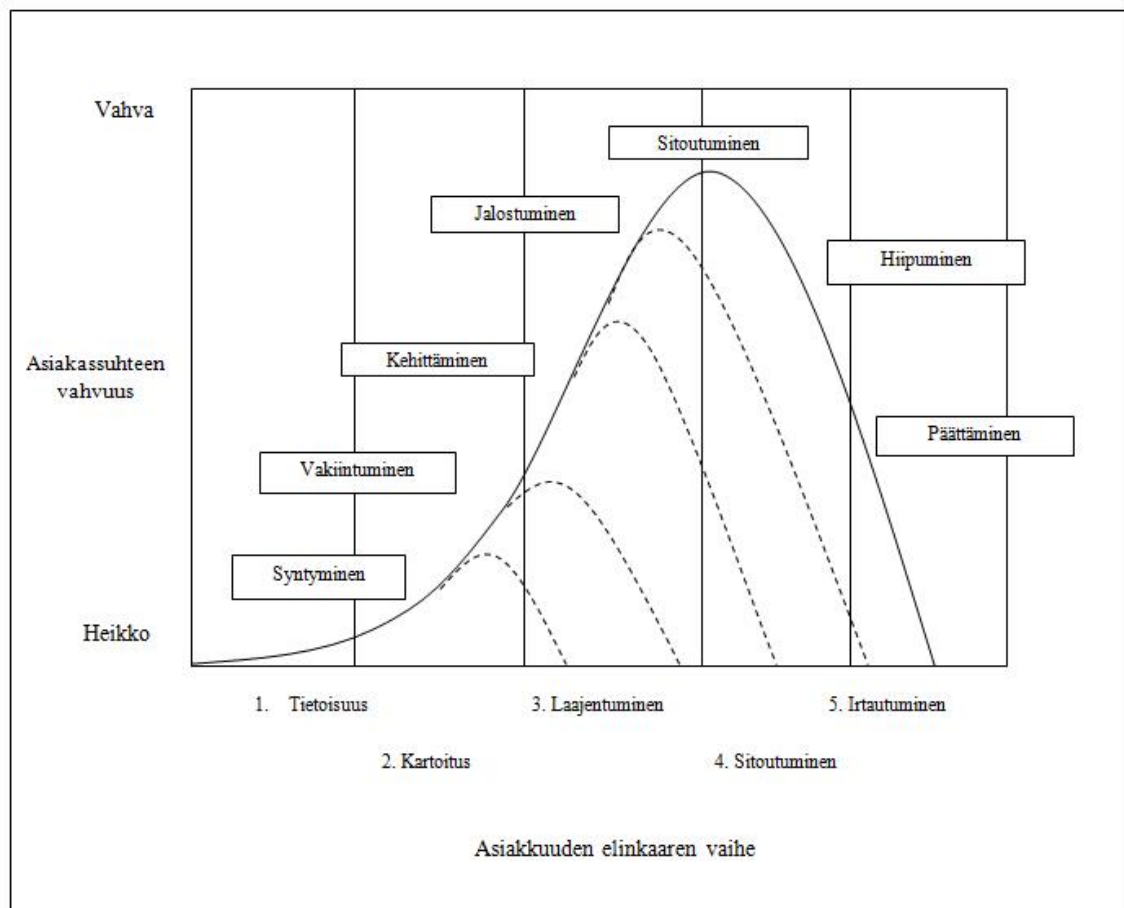 Vahva
Sitoutuminen
Jalostuminen
Hiipuminen
Asiakassuhteen
vahvuus
Kehittäminen
Päättäminen
Vakiintuminen
Syntyminen
Heikko
1. Tietoisuus
3. Laajentuminen
5. Irtautuminen
2. Kartoitus
4. Sitoutuminen
Asiakkuuden elinkaaren vaihe